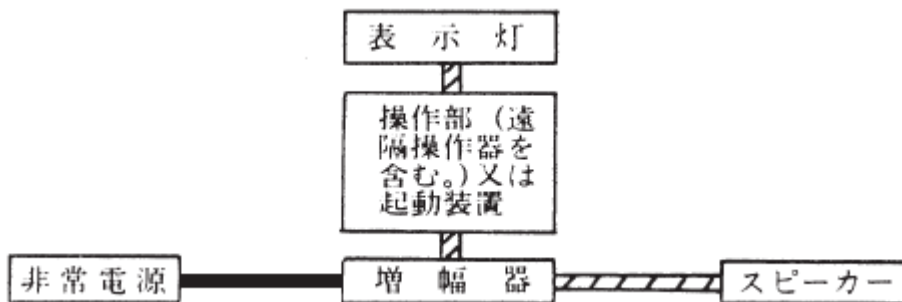 表示灯
操作部(遠
隔操作器を
含む。)又は
起動装置
非常電源
増幅器
スピーカー